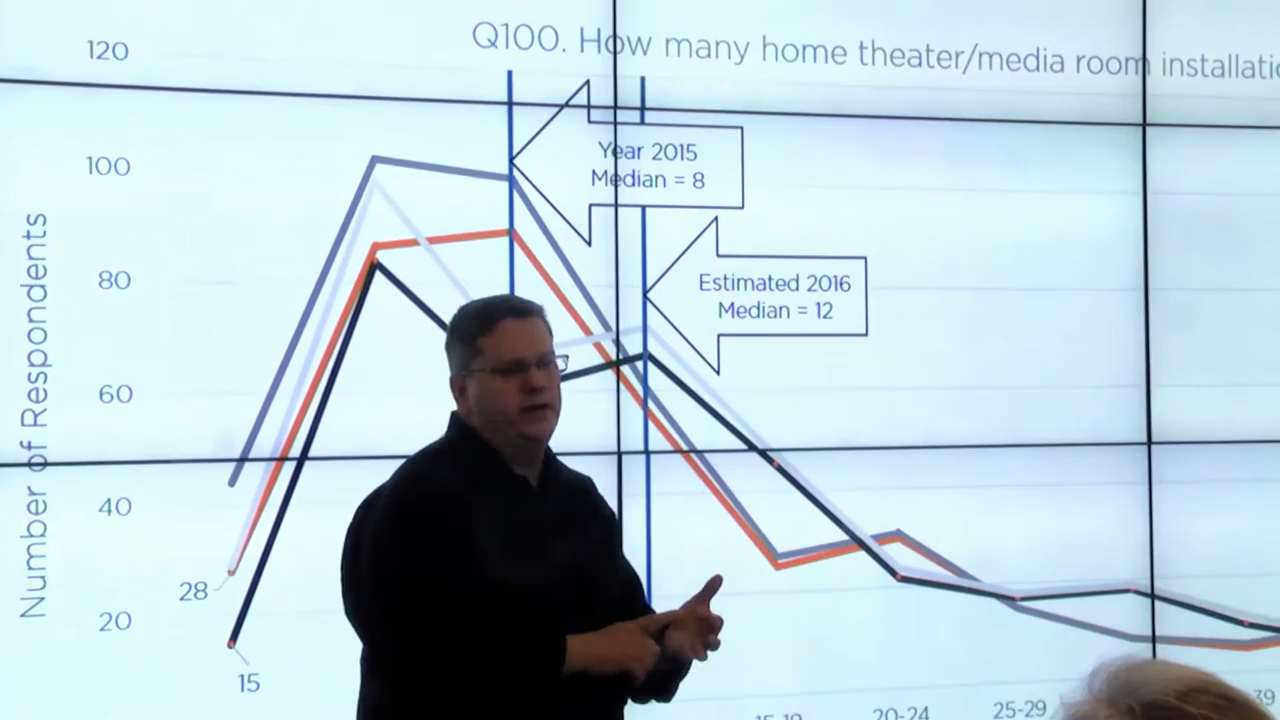 Q100. How many home theater/media room
120
100
80
60
40
20
Number of Respondents
Year 2015
Median = 8
Estimated 2016
Median = 12
28
15
20-24
25-29